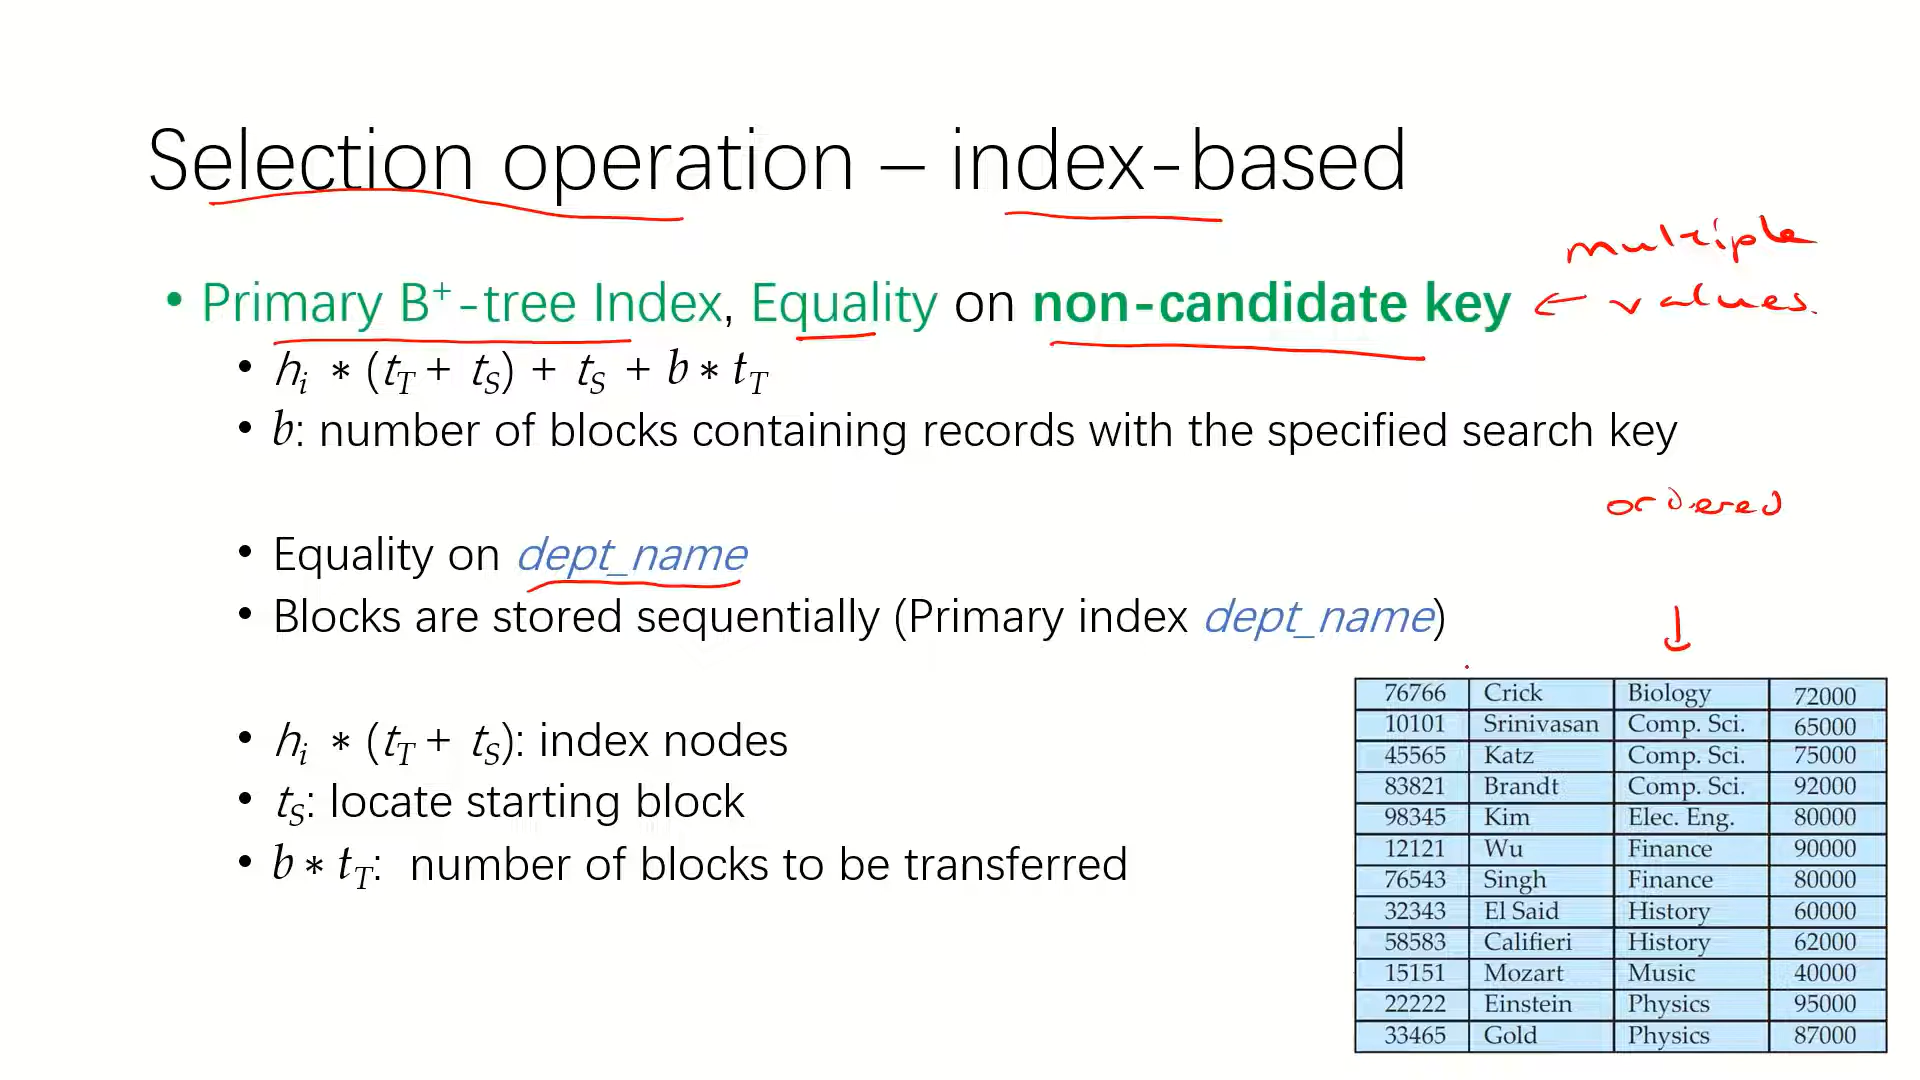 Selection operation – index-based
multiple
• Primary B⁺-tree Index, Equality on non-candidate key ← values.
• hᵢ * (t_T + t_S) + t_S + b * t_T
• b: number of blocks containing records with the specified search key
ordered
• Equality on dept_name
• Blocks are stored sequentially (Primary index dept_name)
• hᵢ * (t_T + t_S): index nodes
• t_S: locate starting block
• b * t_T: number of blocks to be transferred
76766 Crick Biology 72000
10101 Srinivasan Comp. Sci. 65000
45565 Katz Comp. Sci. 75000
83821 Brandt Comp. Sci. 92000
98345 Kim Elec. Eng. 80000
12121 Wu Finance 90000
76543 Singh Finance 80000
32343 El Said History 60000
58583 Califieri History 62000
15151 Mozart Music 40000
22222 Einstein Physics 95000
33465 Gold Physics 87000